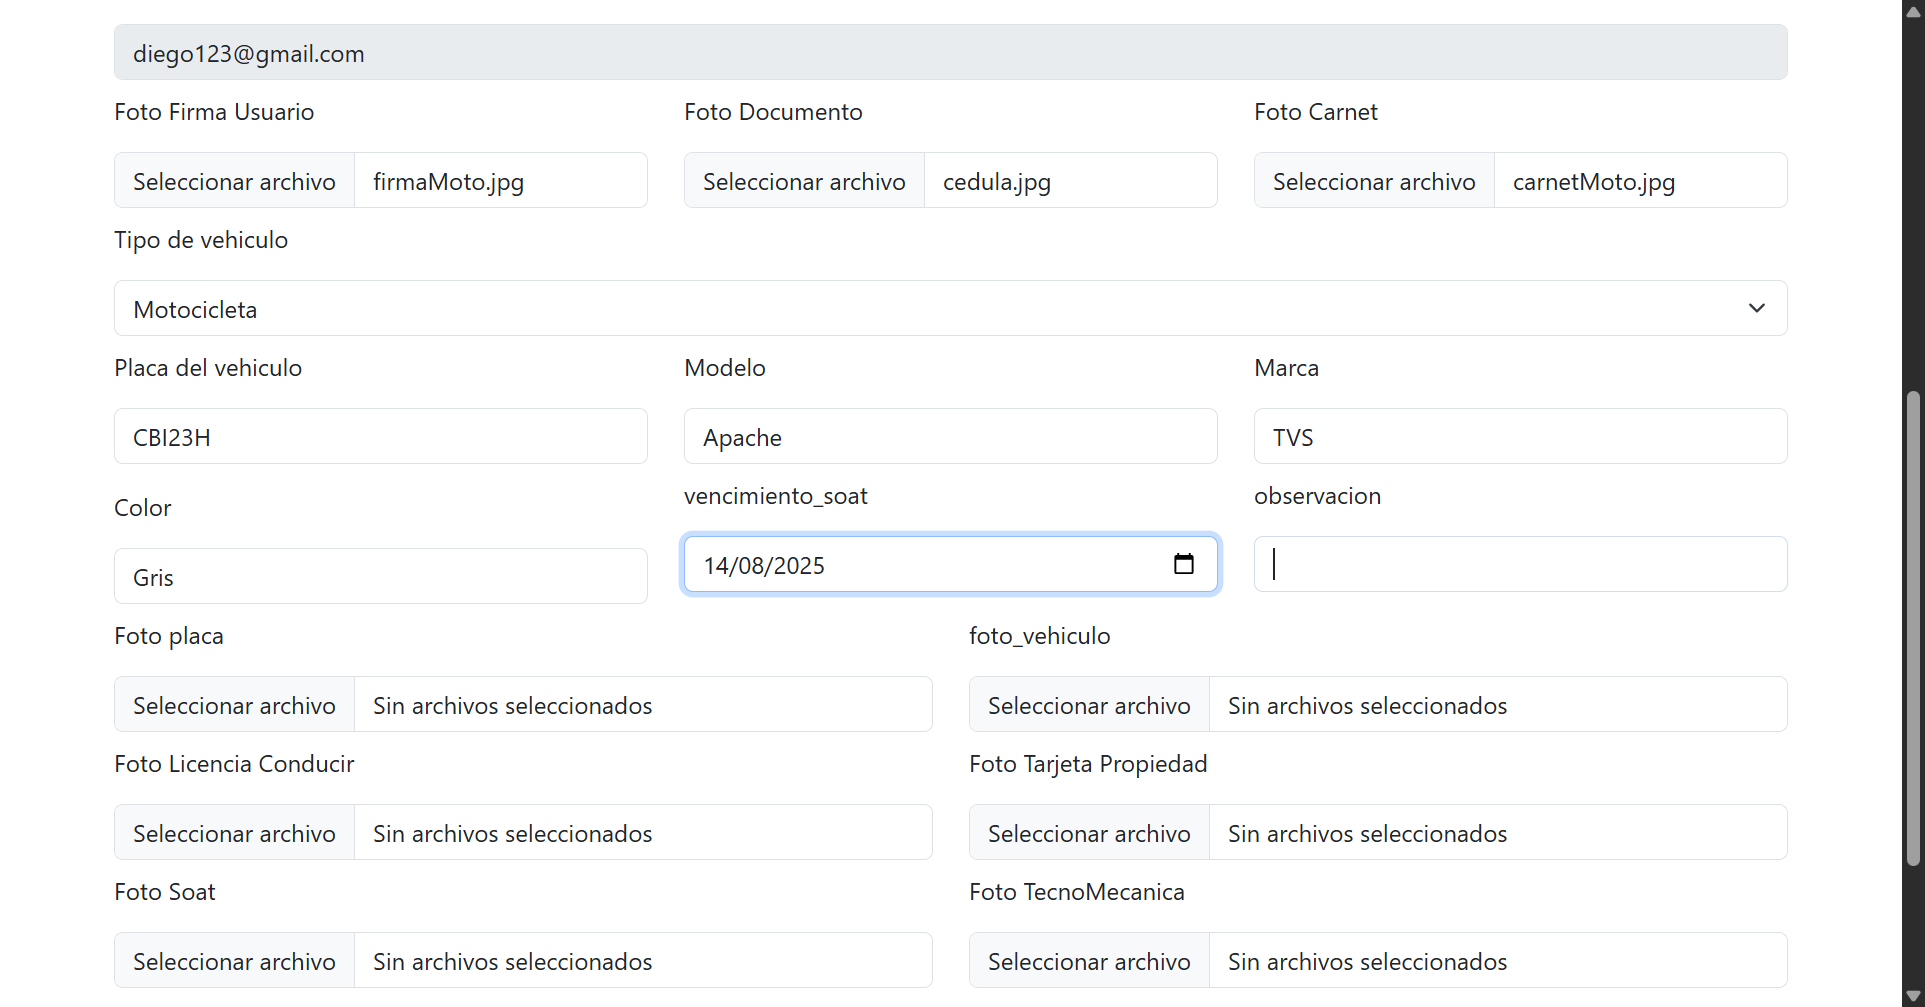 diego123@gmail.com
Foto Firma Usuario
Foto Documento
Foto Carnet
Seleccionar archivo firmaMoto.jpg
Seleccionar archivo cedula.jpg
Seleccionar archivo carnetMoto.jpg
Tipo de vehiculo
Motocicleta
Placa del vehiculo
Modelo
Marca
CBI23H
Apache
TVS
Color
vencimiento_soat
observacion
Gris
14/08/2025
Foto placa
foto_vehiculo
Seleccionar archivo Sin archivos seleccionados
Seleccionar archivo Sin archivos seleccionados
Foto Licencia Conducir
Foto Tarjeta Propiedad
Seleccionar archivo Sin archivos seleccionados
Seleccionar archivo Sin archivos seleccionados
Foto Soat
Foto TecnoMecanica
Seleccionar archivo Sin archivos seleccionados
Seleccionar archivo Sin archivos seleccionados